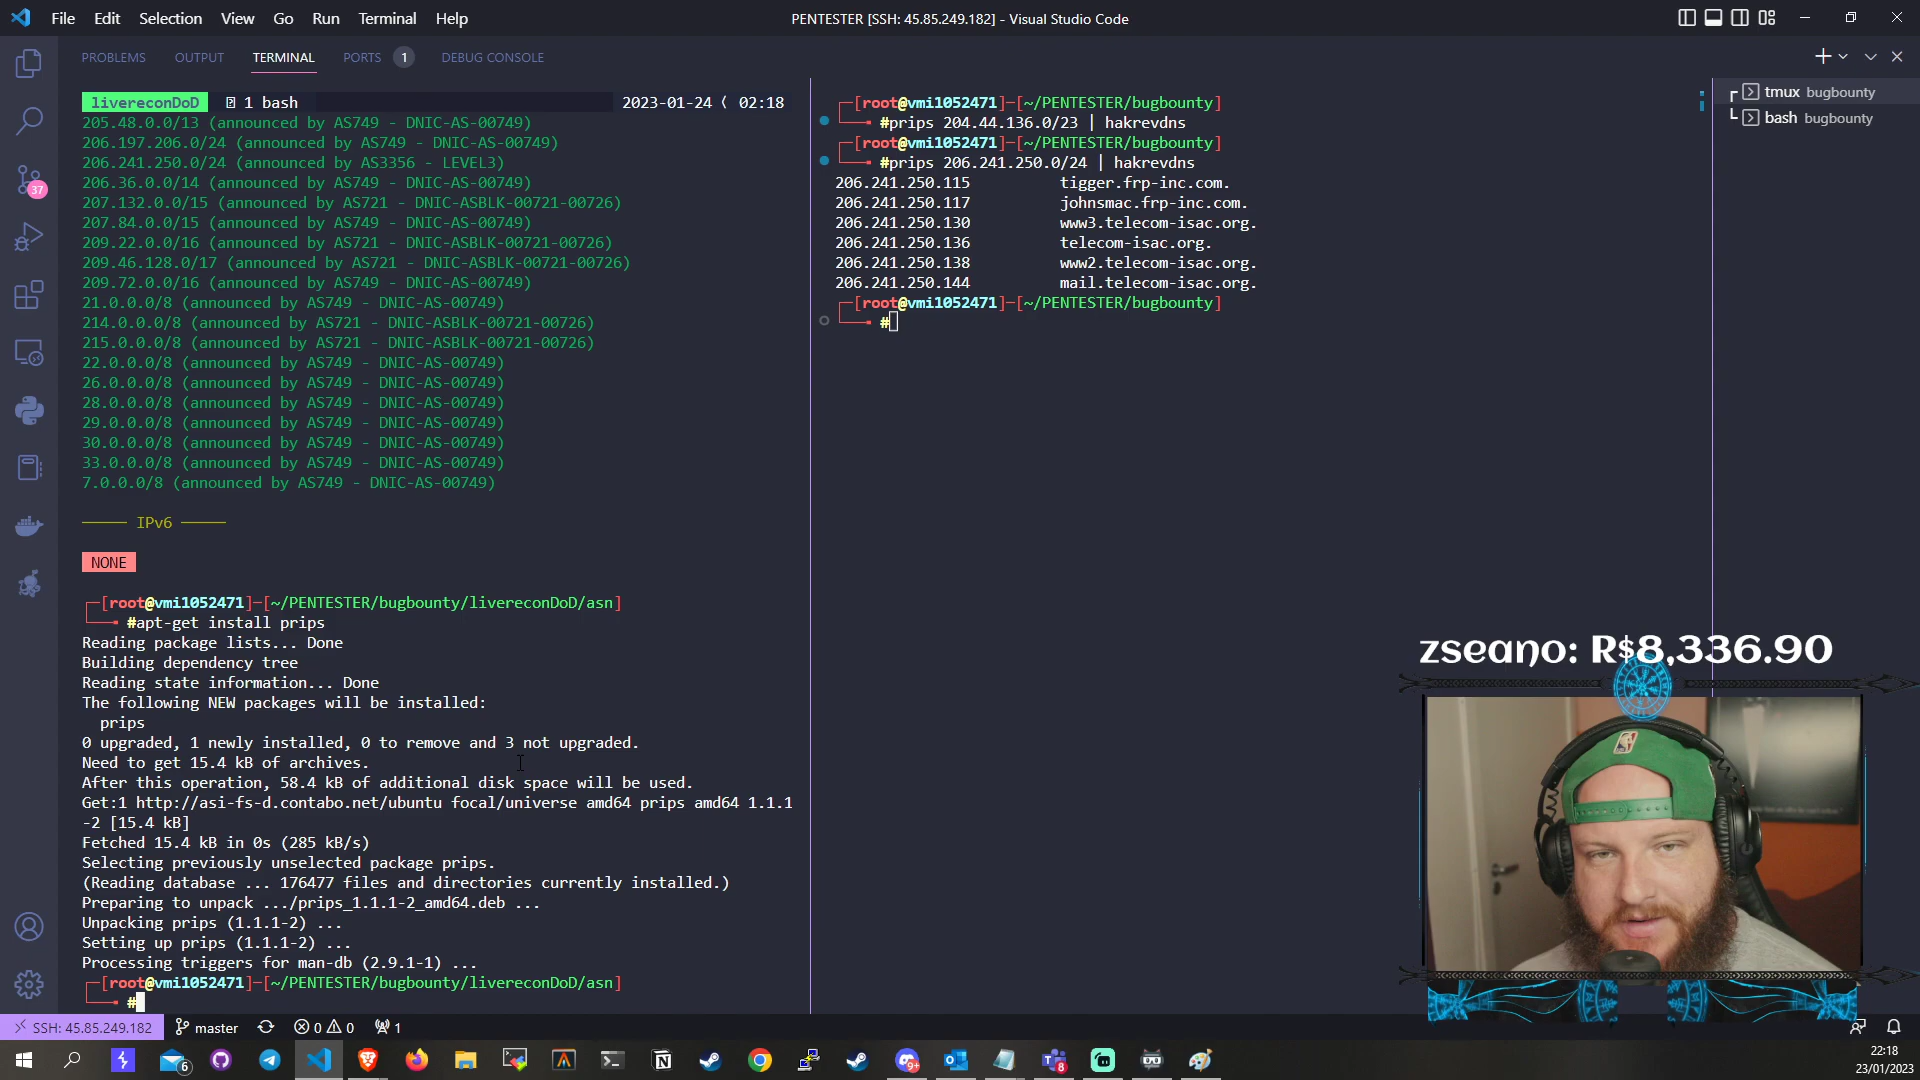 File Edit Selection View Go Run Terminal Help
PENTESTER [SSH: 45.85.249.182] - Visual Studio Code
PROBLEMS OUTPUT TERMINAL PORTS 1 DEBUG CONSOLE
livereconDoD 1 bash 2023-01-24 ⟨ 02:18
205.48.0.0/13 (announced by AS749 - DNIC-AS-00749)
206.197.206.0/24 (announced by AS749 - DNIC-AS-00749)
206.241.250.0/24 (announced by AS3356 - LEVEL3)
206.36.0.0/14 (announced by AS749 - DNIC-AS-00749)
207.132.0.0/15 (announced by AS721 - DNIC-ASBLK-00721-00726)
207.84.0.0/15 (announced by AS749 - DNIC-AS-00749)
209.22.0.0/16 (announced by AS721 - DNIC-ASBLK-00721-00726)
209.46.128.0/17 (announced by AS721 - DNIC-ASBLK-00721-00726)
209.72.0.0/16 (announced by AS749 - DNIC-AS-00749)
21.0.0.0/8 (announced by AS749 - DNIC-AS-00749)
214.0.0.0/8 (announced by AS721 - DNIC-ASBLK-00721-00726)
215.0.0.0/8 (announced by AS721 - DNIC-ASBLK-00721-00726)
22.0.0.0/8 (announced by AS749 - DNIC-AS-00749)
26.0.0.0/8 (announced by AS749 - DNIC-AS-00749)
28.0.0.0/8 (announced by AS749 - DNIC-AS-00749)
29.0.0.0/8 (announced by AS749 - DNIC-AS-00749)
30.0.0.0/8 (announced by AS749 - DNIC-AS-00749)
33.0.0.0/8 (announced by AS749 - DNIC-AS-00749)
7.0.0.0/8 (announced by AS749 - DNIC-AS-00749)
───── IPv6 ─────
NONE
┌─[root@vmi1052471]─[~/PENTESTER/bugbounty/livereconDoD/asn]
└──╼ #apt-get install prips
Reading package lists... Done
Building dependency tree
Reading state information... Done
The following NEW packages will be installed:
prips
0 upgraded, 1 newly installed, 0 to remove and 3 not upgraded.
Need to get 15.4 kB of archives.
After this operation, 58.4 kB of additional disk space will be used.
Get:1 http://asi-fs-d.contabo.net/ubuntu focal/universe amd64 prips amd64 1.1.1
-2 [15.4 kB]
Fetched 15.4 kB in 0s (285 kB/s)
Selecting previously unselected package prips.
(Reading database ... 176477 files and directories currently installed.)
Preparing to unpack .../prips_1.1.1-2_amd64.deb ...
Unpacking prips (1.1.1-2) ...
Setting up prips (1.1.1-2) ...
Processing triggers for man-db (2.9.1-1) ...
┌─[root@vmi1052471]─[~/PENTESTER/bugbounty/livereconDoD/asn]
└──╼ #
┌─[root@vmi1052471]─[~/PENTESTER/bugbounty]
└──╼ #prips 204.44.136.0/23 | hakrevdns
┌─[root@vmi1052471]─[~/PENTESTER/bugbounty]
└──╼ #prips 206.241.250.0/24 | hakrevdns
206.241.250.115 tigger.frp-inc.com.
206.241.250.117 johnsmac.frp-inc.com.
206.241.250.130 www3.telecom-isac.org.
206.241.250.136 telecom-isac.org.
206.241.250.138 www2.telecom-isac.org.
206.241.250.144 mail.telecom-isac.org.
┌─[root@vmi1052471]─[~/PENTESTER/bugbounty]
└──╼ #
tmux bugbounty
bash bugbounty
37
zseano: R$8,336.90
SSH: 45.85.249.182 master 0 0 1
6
9+
8
22:18
23/01/2023